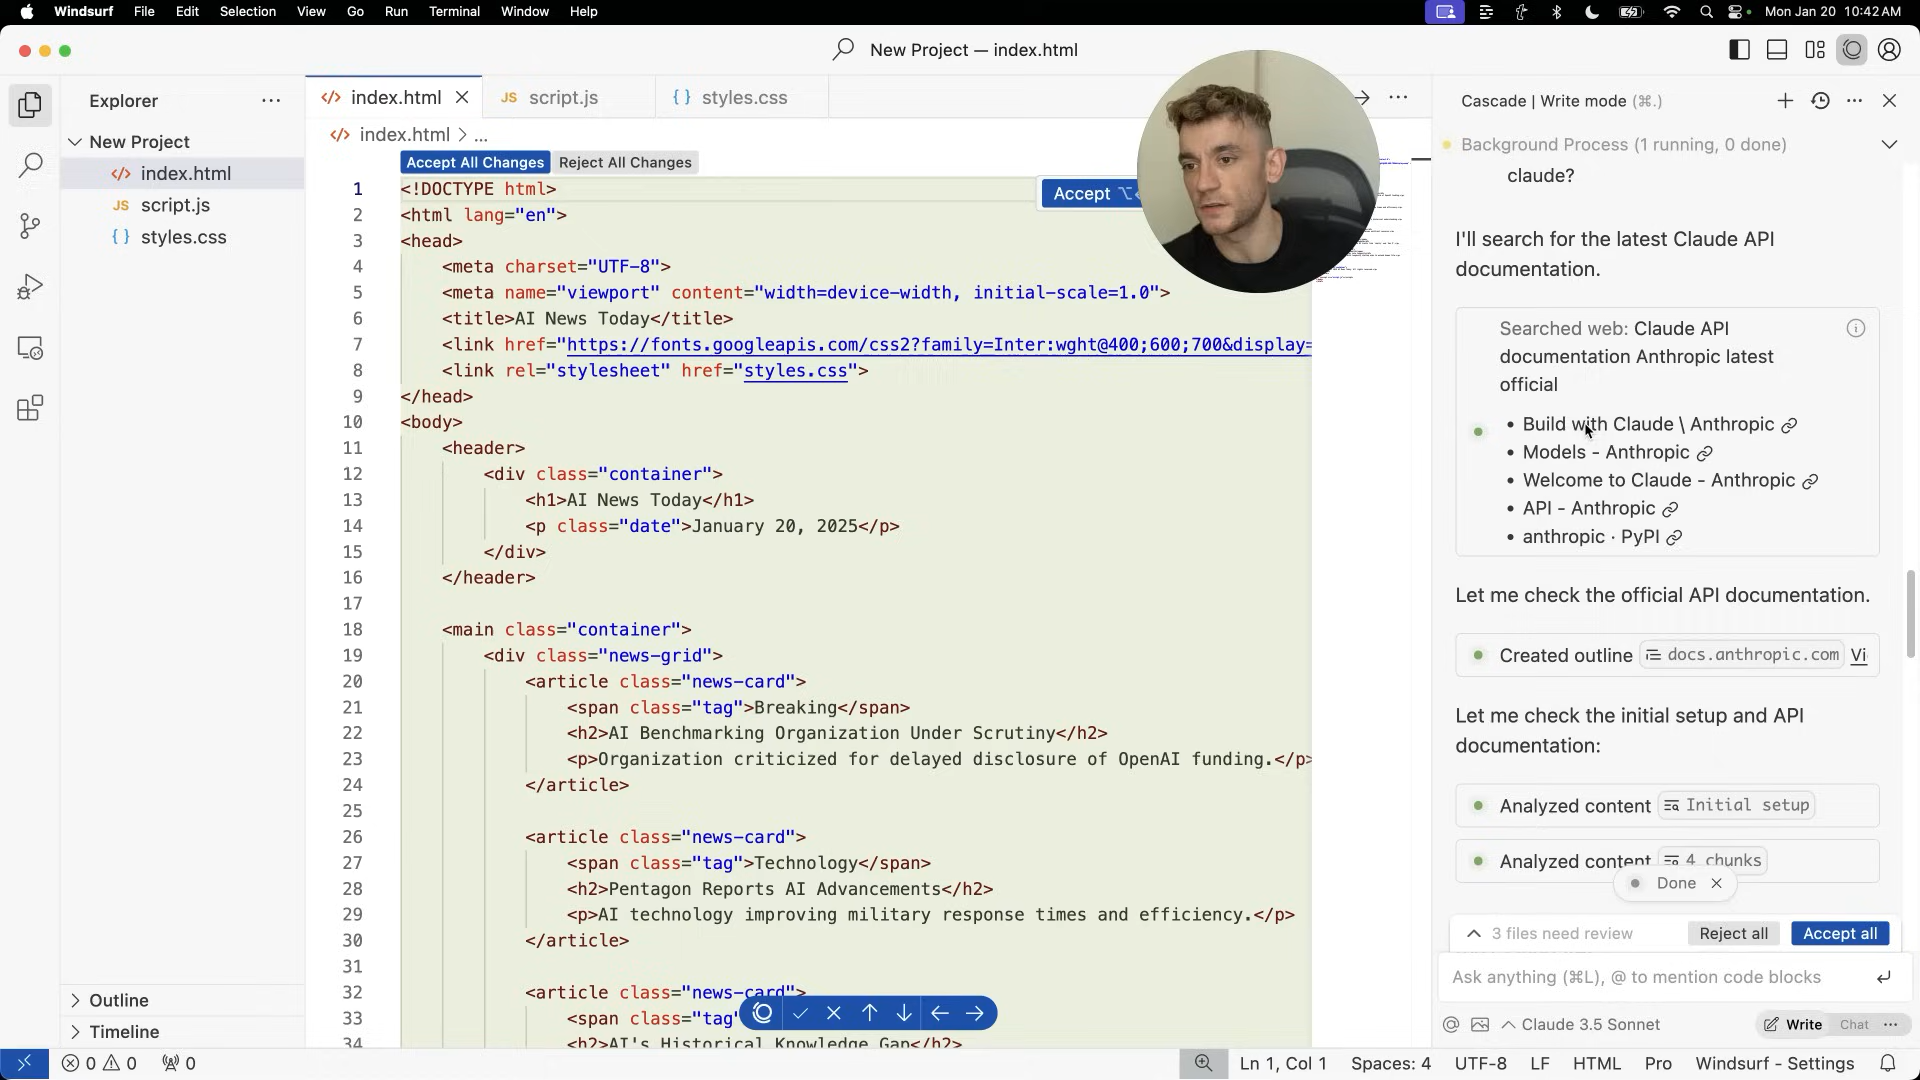 Windsurf File Edit Selection View Go Run Terminal Window Help Mon Jan 20 10:42 AM
New Project — index.html
Explorer
New Project
index.html
script.js
styles.css
Outline
Timeline
index.html script.js styles.css
index.html > ...
Accept All Changes Reject All Changes
Accept
1 <!DOCTYPE html>
2 <html lang="en">
3 <head>
4 <meta charset="UTF-8">
5 <meta name="viewport" content="width=device-width, initial-scale=1.0">
6 <title>AI News Today</title>
7 <link href="https://fonts.googleapis.com/css2?family=Inter:wght@400;600;700&display=
8 <link rel="stylesheet" href="styles.css">
9 </head>
10 <body>
11 <header>
12 <div class="container">
13 <h1>AI News Today</h1>
14 <p class="date">January 20, 2025</p>
15 </div>
16 </header>
17
18 <main class="container">
19 <div class="news-grid">
20 <article class="news-card">
21 <span class="tag">Breaking</span>
22 <h2>AI Benchmarking Organization Under Scrutiny</h2>
23 <p>Organization criticized for delayed disclosure of OpenAI funding.</p>
24 </article>
25
26 <article class="news-card">
27 <span class="tag">Technology</span>
28 <h2>Pentagon Reports AI Advancements</h2>
29 <p>AI technology improving military response times and efficiency.</p>
30 </article>
31
32 <article class="news-card">
33 <span class="tag"
34 <h2>AI's Historical Knowledge Gap</h2>
Cascade | Write mode (⌘.)
Background Process (1 running, 0 done)
claude?
I'll search for the latest Claude API
documentation.
Searched web: Claude API
documentation Anthropic latest
official
• Build with Claude \ Anthropic
• Models - Anthropic
• Welcome to Claude - Anthropic
• API - Anthropic
• anthropic · PyPI
Let me check the official API documentation.
Created outline docs.anthropic.com Vi
Let me check the initial setup and API
documentation:
Analyzed content Initial setup
Analyzed content 4 chunks
Done
3 files need review Reject all Accept all
Ask anything (⌘L), @ to mention code blocks
Claude 3.5 Sonnet Write Chat
0 0 0 Ln 1, Col 1 Spaces: 4 UTF-8 LF HTML Pro Windsurf - Settings